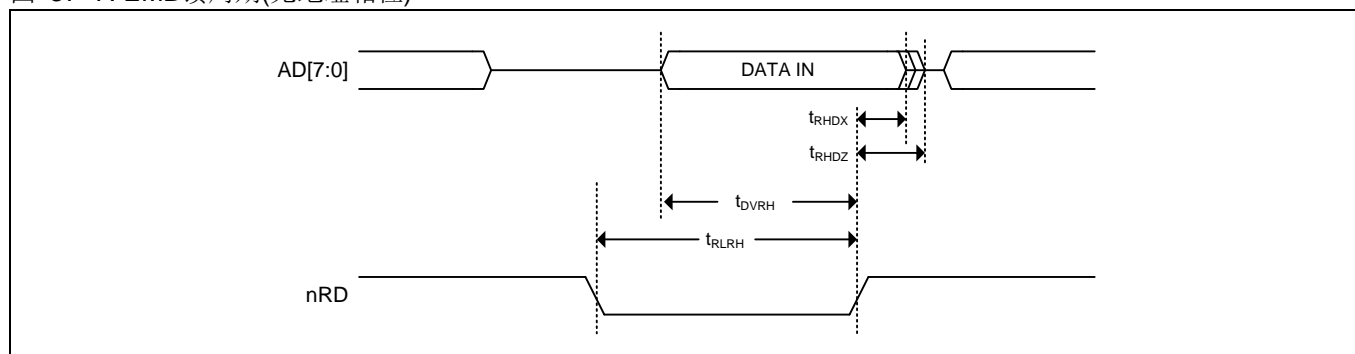 AD[7:0]
DATA IN
tRHDX
tRHDZ
tDVRH
tRLRH
nRD